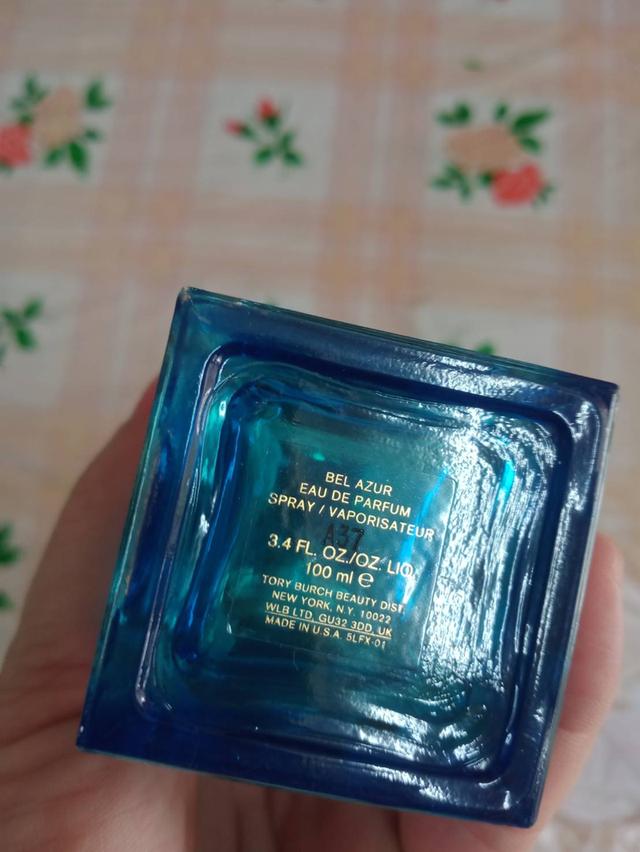 BEL AZUR
EAU DE PARFUM
SPRAY / VAPORISATEUR
A37
3.4 FL. OZ./OZ. LIQ.
100 ml ℮
TORY BURCH BEAUTY DIST.
NEW YORK, N.Y. 10022
WLB LTD, GU32 3DD, UK
MADE IN U.S.A. 5LFX-01